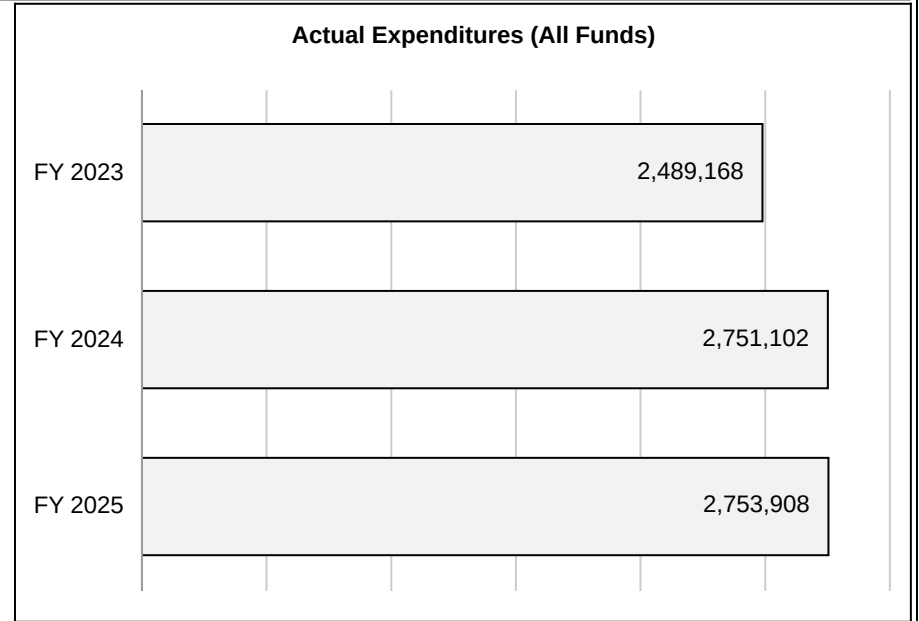 Actual Expenditures (All Funds)
FY 2023 2,489,168
FY 2024 2,751,102
FY 2025 2,753,908